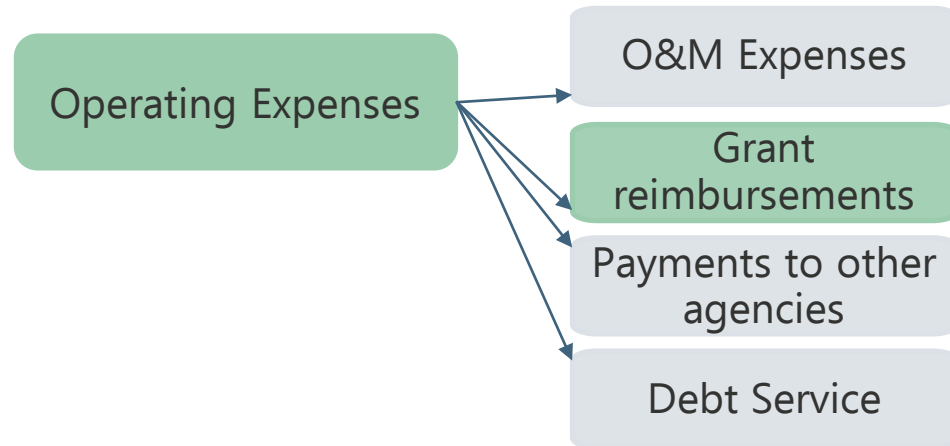 Operating Expenses
O&M Expenses
Grant
reimbursements
Payments to other
agencies
Debt Service